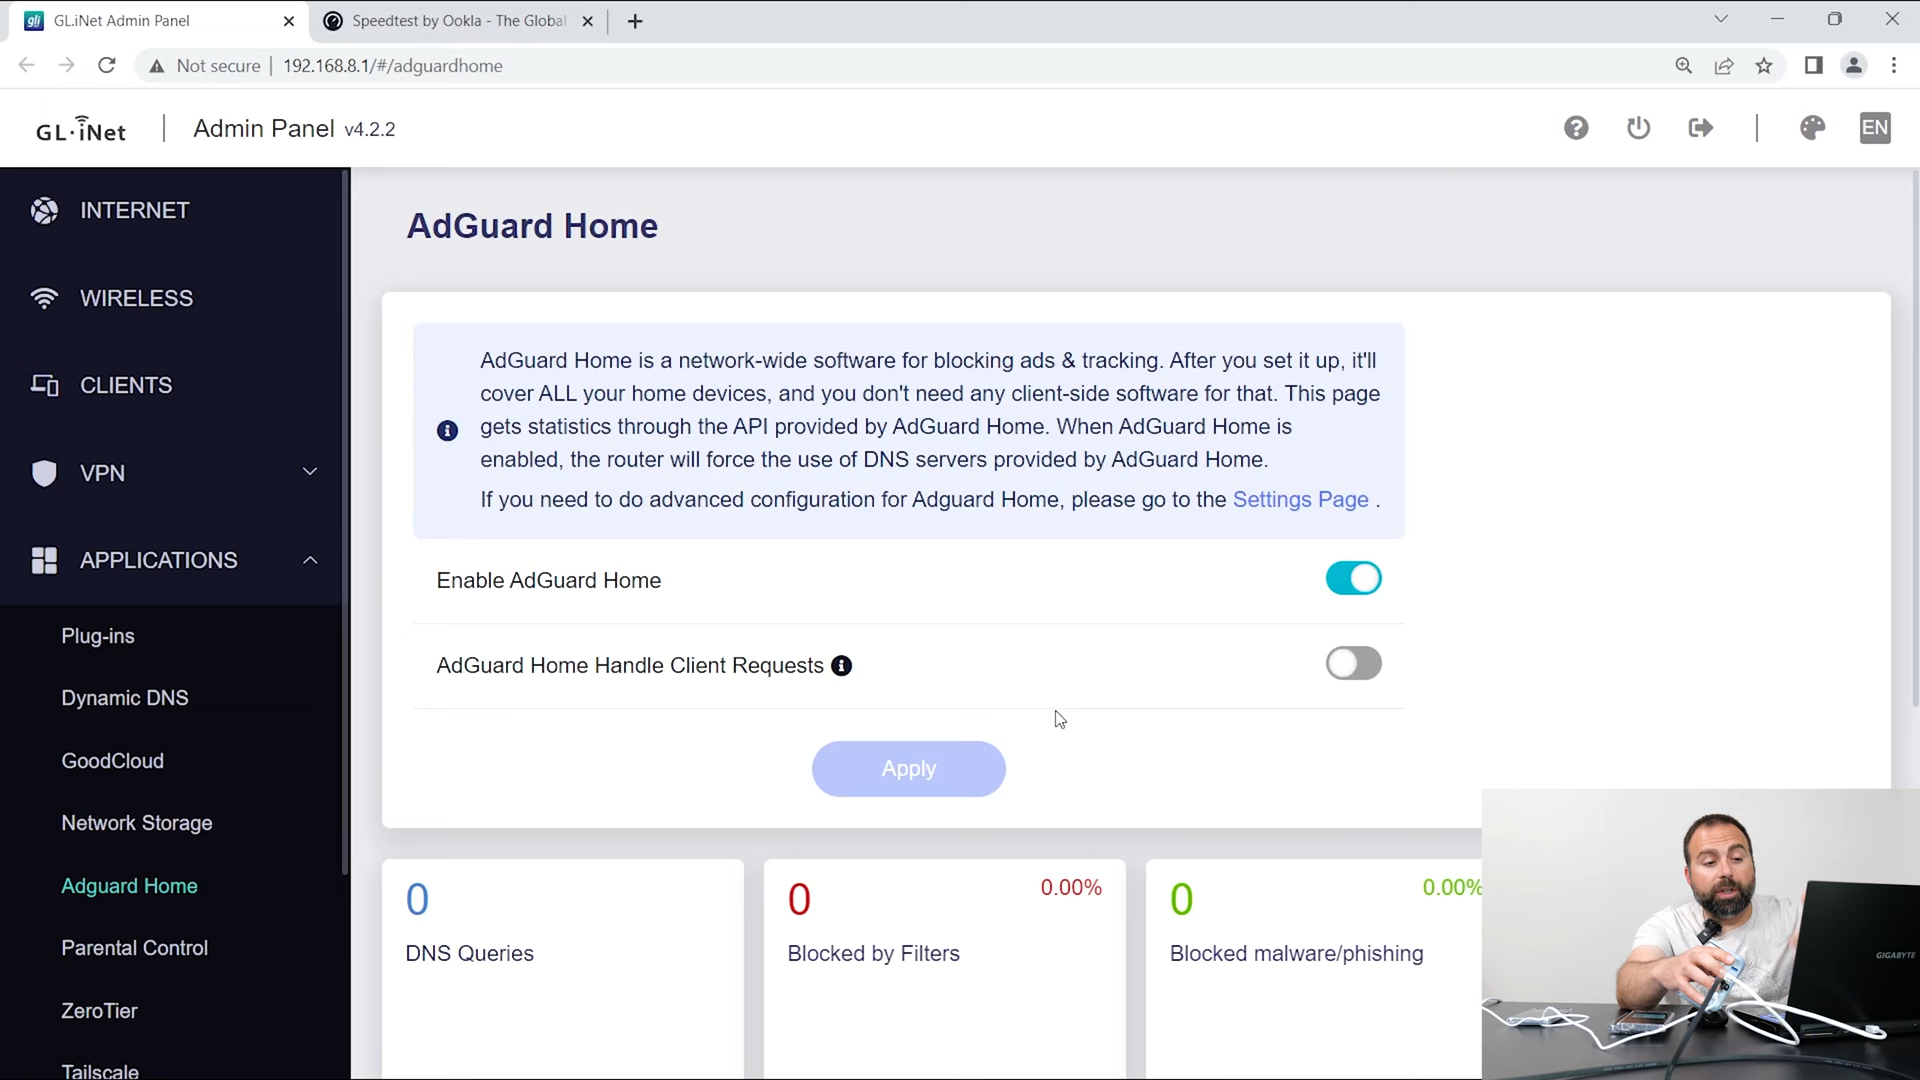 gli GL.iNet Admin Panel
Speedtest by Ookla - The Global
Not secure 192.168.8.1/#/adguardhome
GL·iNet Admin Panel v4.2.2
EN
INTERNET
WIRELESS
CLIENTS
VPN
APPLICATIONS
Plug-ins
Dynamic DNS
GoodCloud
Network Storage
Adguard Home
Parental Control
ZeroTier
Tailscale
AdGuard Home
AdGuard Home is a network-wide software for blocking ads & tracking. After you set it up, it'll
cover ALL your home devices, and you don't need any client-side software for that. This page
gets statistics through the API provided by AdGuard Home. When AdGuard Home is
enabled, the router will force the use of DNS servers provided by AdGuard Home.
If you need to do advanced configuration for Adguard Home, please go to the Settings Page .
Enable AdGuard Home
AdGuard Home Handle Client Requests
Apply
0
DNS Queries
0 0.00%
Blocked by Filters
0 0.00%
Blocked malware/phishing
GIGABYTE